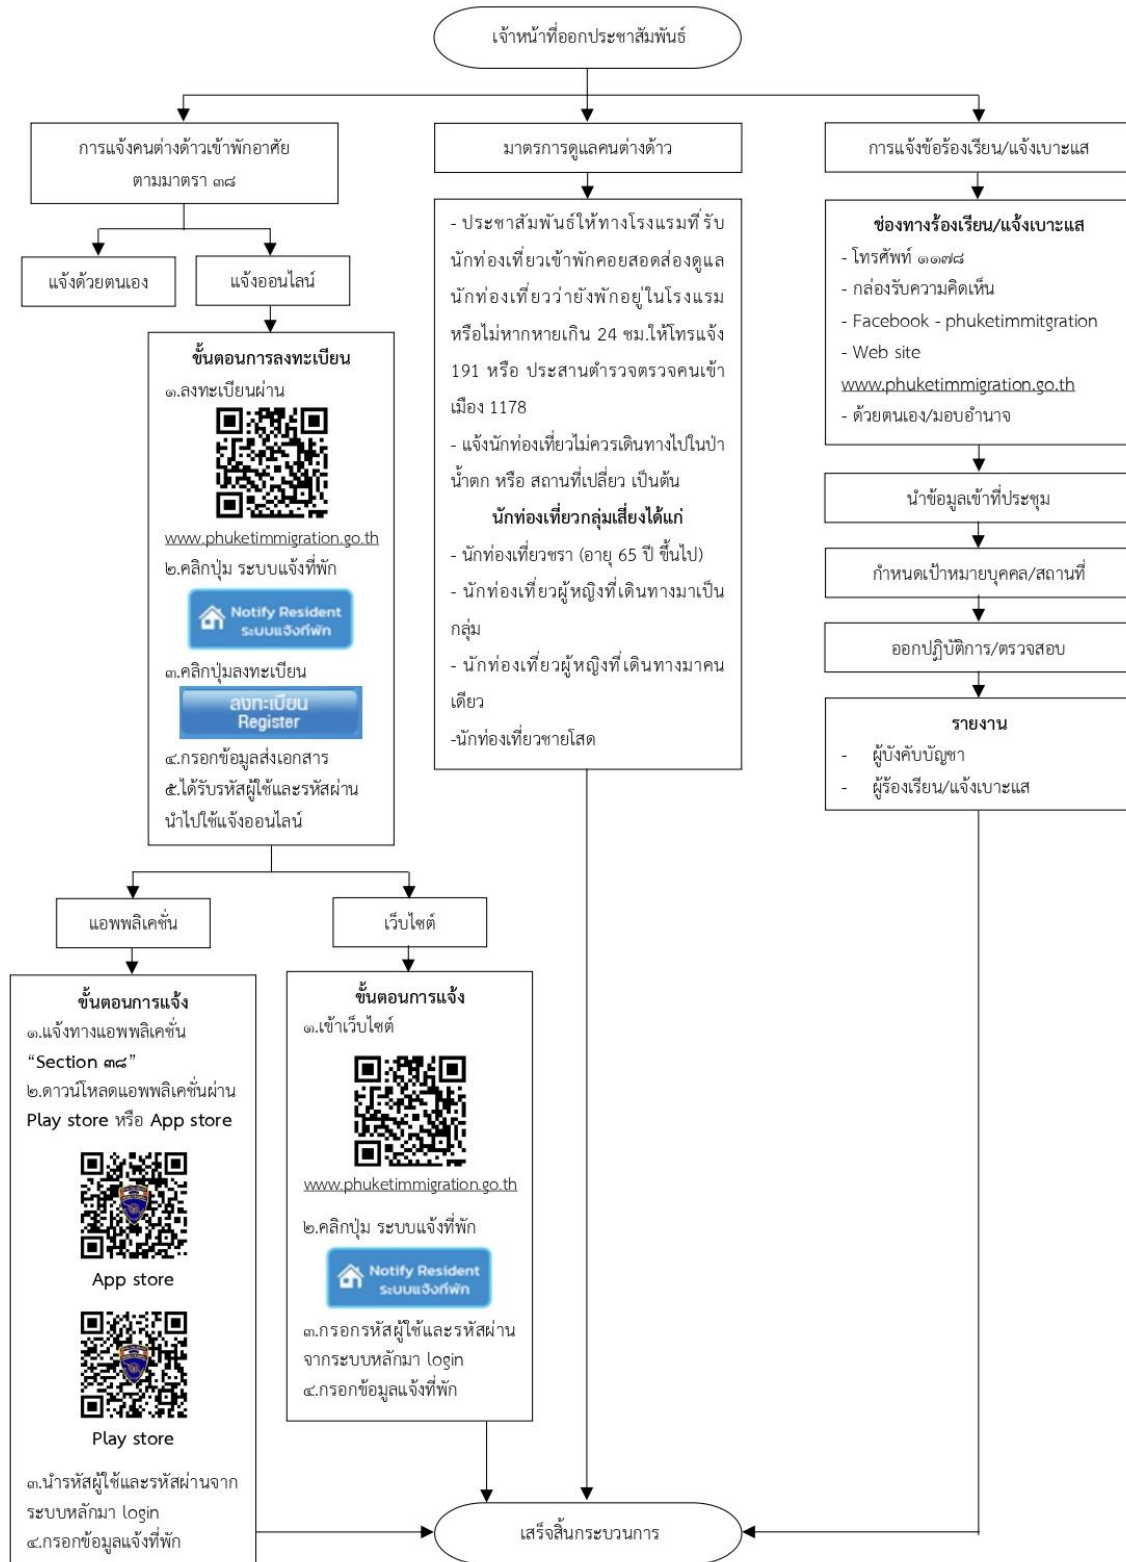 เจ้าหน้าที่ออกประชาสัมพันธ์
การแจ้งคนต่างด้าวเข้าพักอาศัย
ตามมาตรา ๓๘
แจ้งด้วยตนเอง
แจ้งออนไลน์
ขั้นตอนการลงทะเบียน
๑.ลงทะเบียนผ่าน
www.phuketimmigration.go.th
๒.คลิกปุ่ม ระบบแจ้งที่พัก
Notify Resident
ระบบแจ้งที่พัก
๓.คลิกปุ่มลงทะเบียน
ลงทะเบียน
Register
๔.กรอกข้อมูลส่งเอกสาร
๕.ได้รับรหัสผู้ใช้และรหัสผ่าน
นำไปใช้แจ้งออนไลน์
แอพพลิเคชั่น
ขั้นตอนการแจ้ง
๑.แจ้งทางแอพพลิเคชั่น
“Section ๓๘”
๒.ดาวน์โหลดแอพพลิเคชั่นผ่าน
Play store หรือ App store
App store
Play store
๓.นำรหัสผู้ใช้และรหัสผ่านจาก
ระบบหลักมา login
๔.กรอกข้อมูลแจ้งที่พัก
เว็บไซต์
ขั้นตอนการแจ้ง
๑.เข้าเว็บไซต์
www.phuketimmigration.go.th
๒.คลิกปุ่ม ระบบแจ้งที่พัก
Notify Resident
ระบบแจ้งที่พัก
๓.กรอกรหัสผู้ใช้และรหัสผ่าน
จากระบบหลักมา login
๔.กรอกข้อมูลแจ้งที่พัก
มาตรการดูแลคนต่างด้าว
- ประชาสัมพันธ์ให้ทางโรงแรมที่รับ
นักท่องเที่ยวเข้าพักคอยสอดส่องดูแล
นักท่องเที่ยวว่ายังพักอยู่ในโรงแรม
หรือไม่หากหายเกิน 24 ชม.ให้โทรแจ้ง
191 หรือ ประสานตำรวจตรวจคนเข้า
เมือง 1178
- แจ้งนักท่องเที่ยวไม่ควรเดินทางไปในป่า
น้ำตก หรือ สถานที่เปลี่ยว เป็นต้น
นักท่องเที่ยวกลุ่มเสี่ยงได้แก่
- นักท่องเที่ยวชรา (อายุ 65 ปี ขึ้นไป)
- นักท่องเที่ยวผู้หญิงที่เดินทางมาเป็น
กลุ่ม
- นักท่องเที่ยวผู้หญิงที่เดินทางมาคน
เดียว
-นักท่องเที่ยวชายโสด
การแจ้งข้อร้องเรียน/แจ้งเบาะแส
ช่องทางร้องเรียน/แจ้งเบาะแส
- โทรศัพท์ ๑๑๗๘
- กล่องรับความคิดเห็น
- Facebook - phuketimmitgration
- Web site
www.phuketimmigration.go.th
- ด้วยตนเอง/มอบอำนาจ
นำข้อมูลเข้าที่ประชุม
กำหนดเป้าหมายบุคคล/สถานที่
ออกปฏิบัติการ/ตรวจสอบ
รายงาน
- ผู้บังคับบัญชา
- ผู้ร้องเรียน/แจ้งเบาะแส
เสร็จสิ้นกระบวนการ